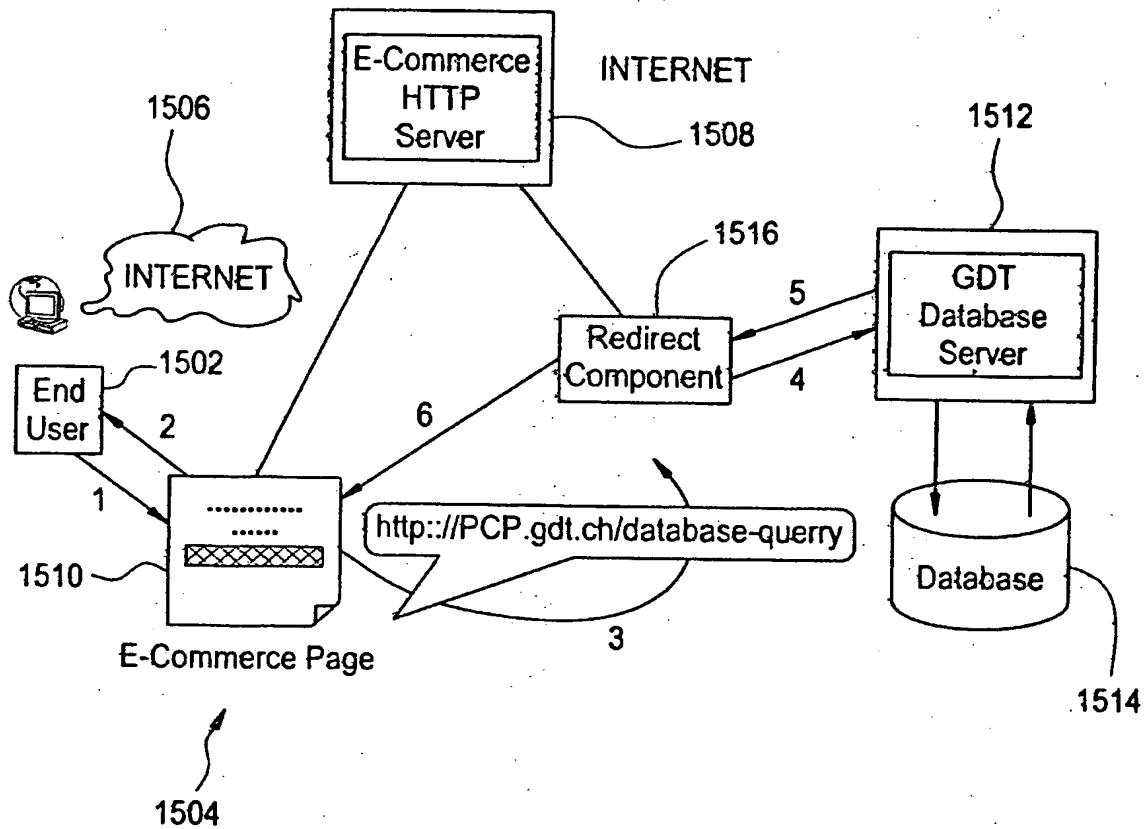 E-Commerce
HTTP
Server
INTERNET
1506
1508
1512
INTERNET
1516
GDT
Database
Server
5
Redirect
Component
4
1502
End
User
2
6
1
http:://PCP.gdt.ch/database-querry
1510
Database
3
E-Commerce Page
1514
1504